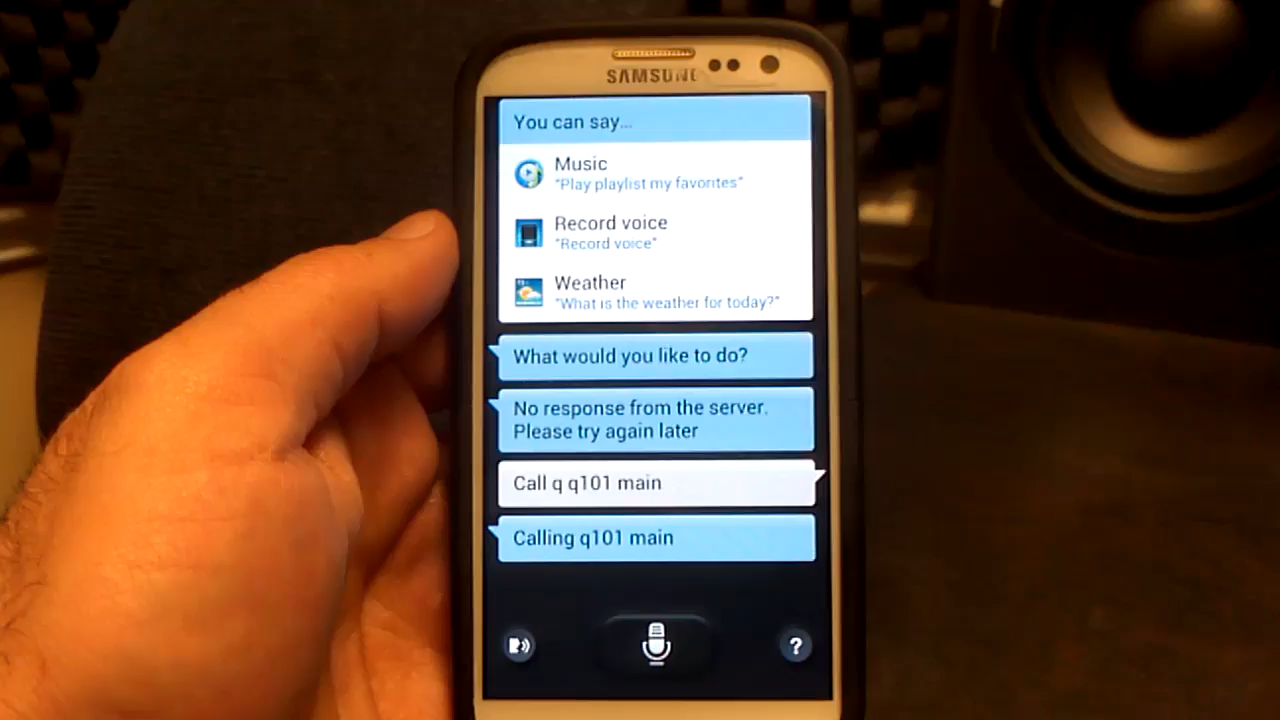 SAMSUNG
You can say...
Music
"Play playlist my favorites"
Record voice
"Record voice"
Weather
"What is the weather for today?"
What would you like to do?
No response from the server.
Please try again later
Call q q101 main
Calling q101 main
?